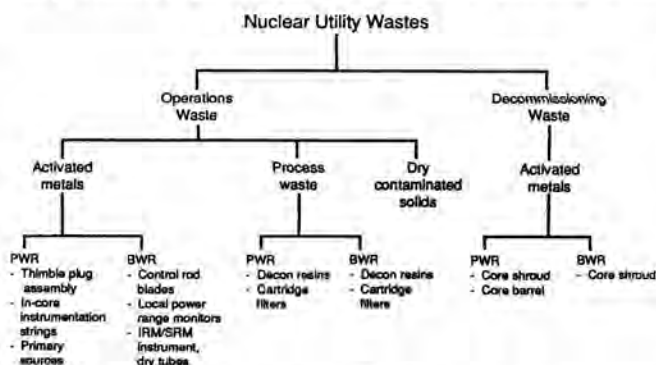 Nuclear Utility Wastes
Operations
Waste
Decommissioning
Waste
Activated
metals
Process
waste
Dry
contaminated
solids
Activated
metals
PWR
- Thimble plug
assembly
- In-core
instrumentation
strings
- Primary
sources
BWR
- Control rod
blades
- Local power
range monitors
- IRM/SRM
instrument,
dry tubes
PWR
- Decon resins
- Cartridge
filters
BWR
- Decon resins
- Cartridge
filters
PWR
- Core shroud
- Core barrel
BWR
- Core shroud